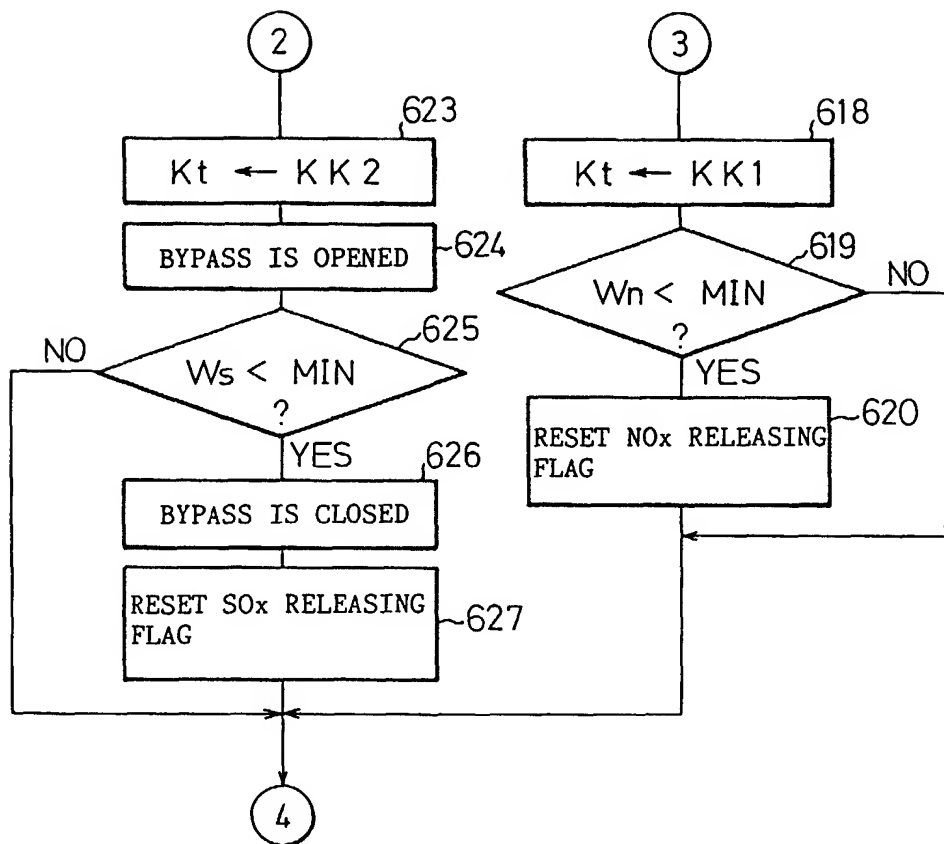 2
3
623
Kt ← KK2
618
Kt ← KK1
BYPASS IS OPENED
624
619
Wn < MIN
?
NO
YES
625
NO
Ws < MIN
?
YES
620
RESET NOx RELEASING
FLAG
626
BYPASS IS CLOSED
RESET SOx RELEASING
FLAG
627
4